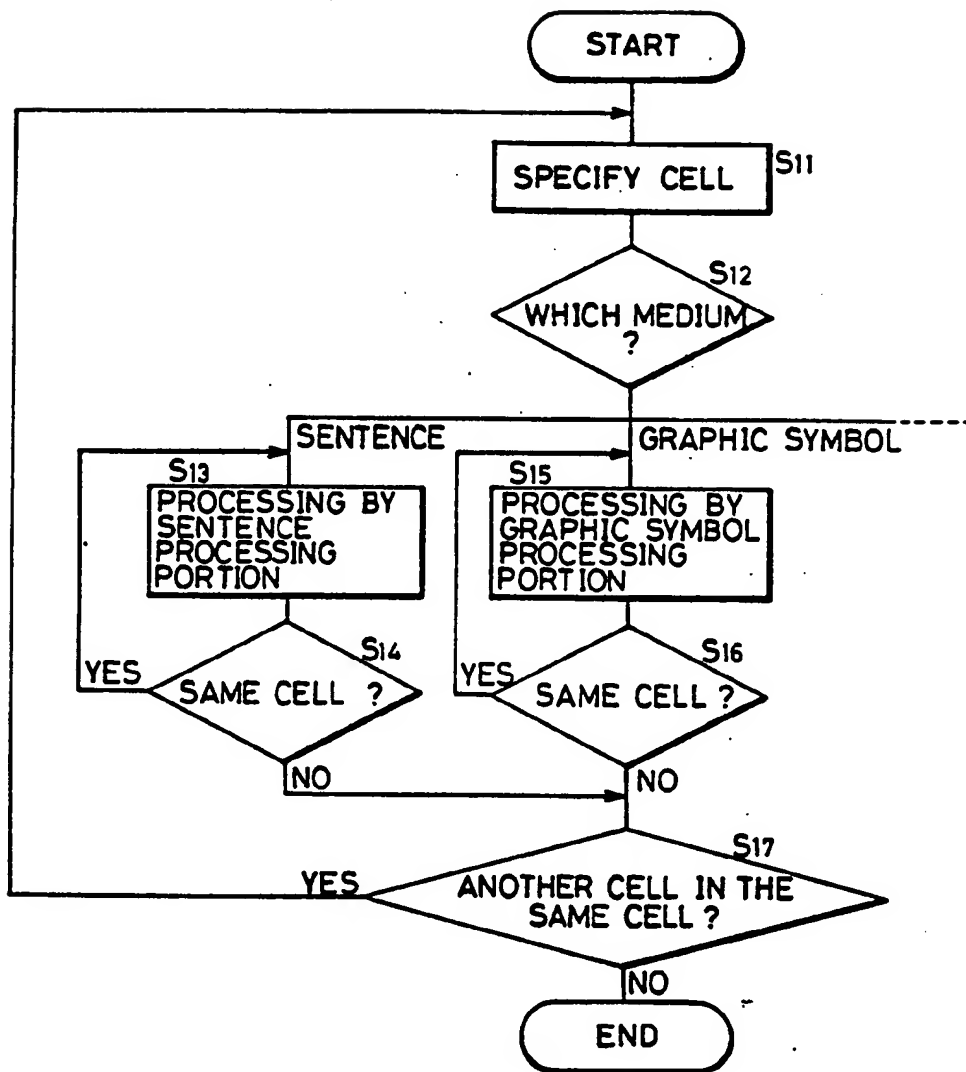 START
SPECIFY CELL
S11
S12
WHICH MEDIUM
?
SENTENCE
GRAPHIC SYMBOL
S13
PROCESSING BY
SENTENCE
PROCESSING
PORTION
S15
PROCESSING BY
GRAPHIC SYMBOL
PROCESSING
PORTION
S14
YES
SAME CELL ?
NO
S16
YES
SAME CELL ?
NO
S17
YES
ANOTHER CELL IN THE
SAME CELL ?
NO
END